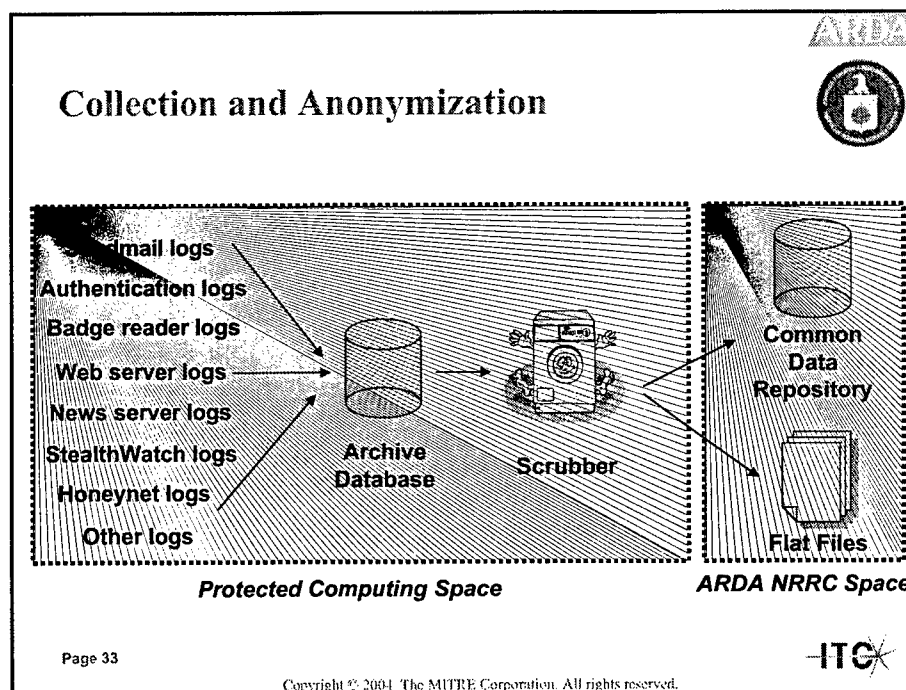 ARDA
Collection and Anonymization
dmail logs
Authentication logs
Badge reader logs
Web server logs
News server logs
StealthWatch logs
Honeynet logs
Other logs
Archive
Database
Scrubber
Common
Data
Repository
Flat Files
Protected Computing Space
ARDA NRRC Space
Page 33
ITC
Copyright © 2004 The MITRE Corporation. All rights reserved.